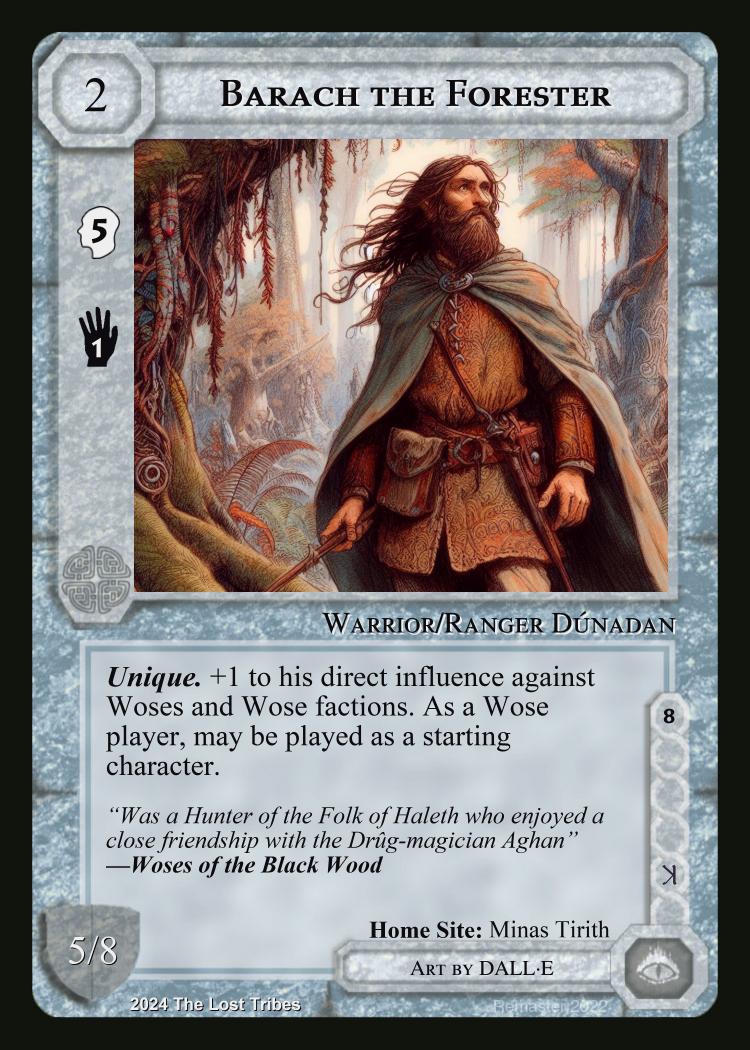 2
BARACH THE FORESTER
5
1
WARRIOR/RANGER DÚNADAN
Unique. +1 to his direct influence against
Woses and Wose factions. As a Wose
player, may be played as a starting
character.
8
“Was a Hunter of the Folk of Haleth who enjoyed a
close friendship with the Drûg-magician Aghan”
—Woses of the Black Wood
Home Site: Minas Tirith
5/8
ART BY DALL·E
2024 The Lost Tribes
Remaster 2022